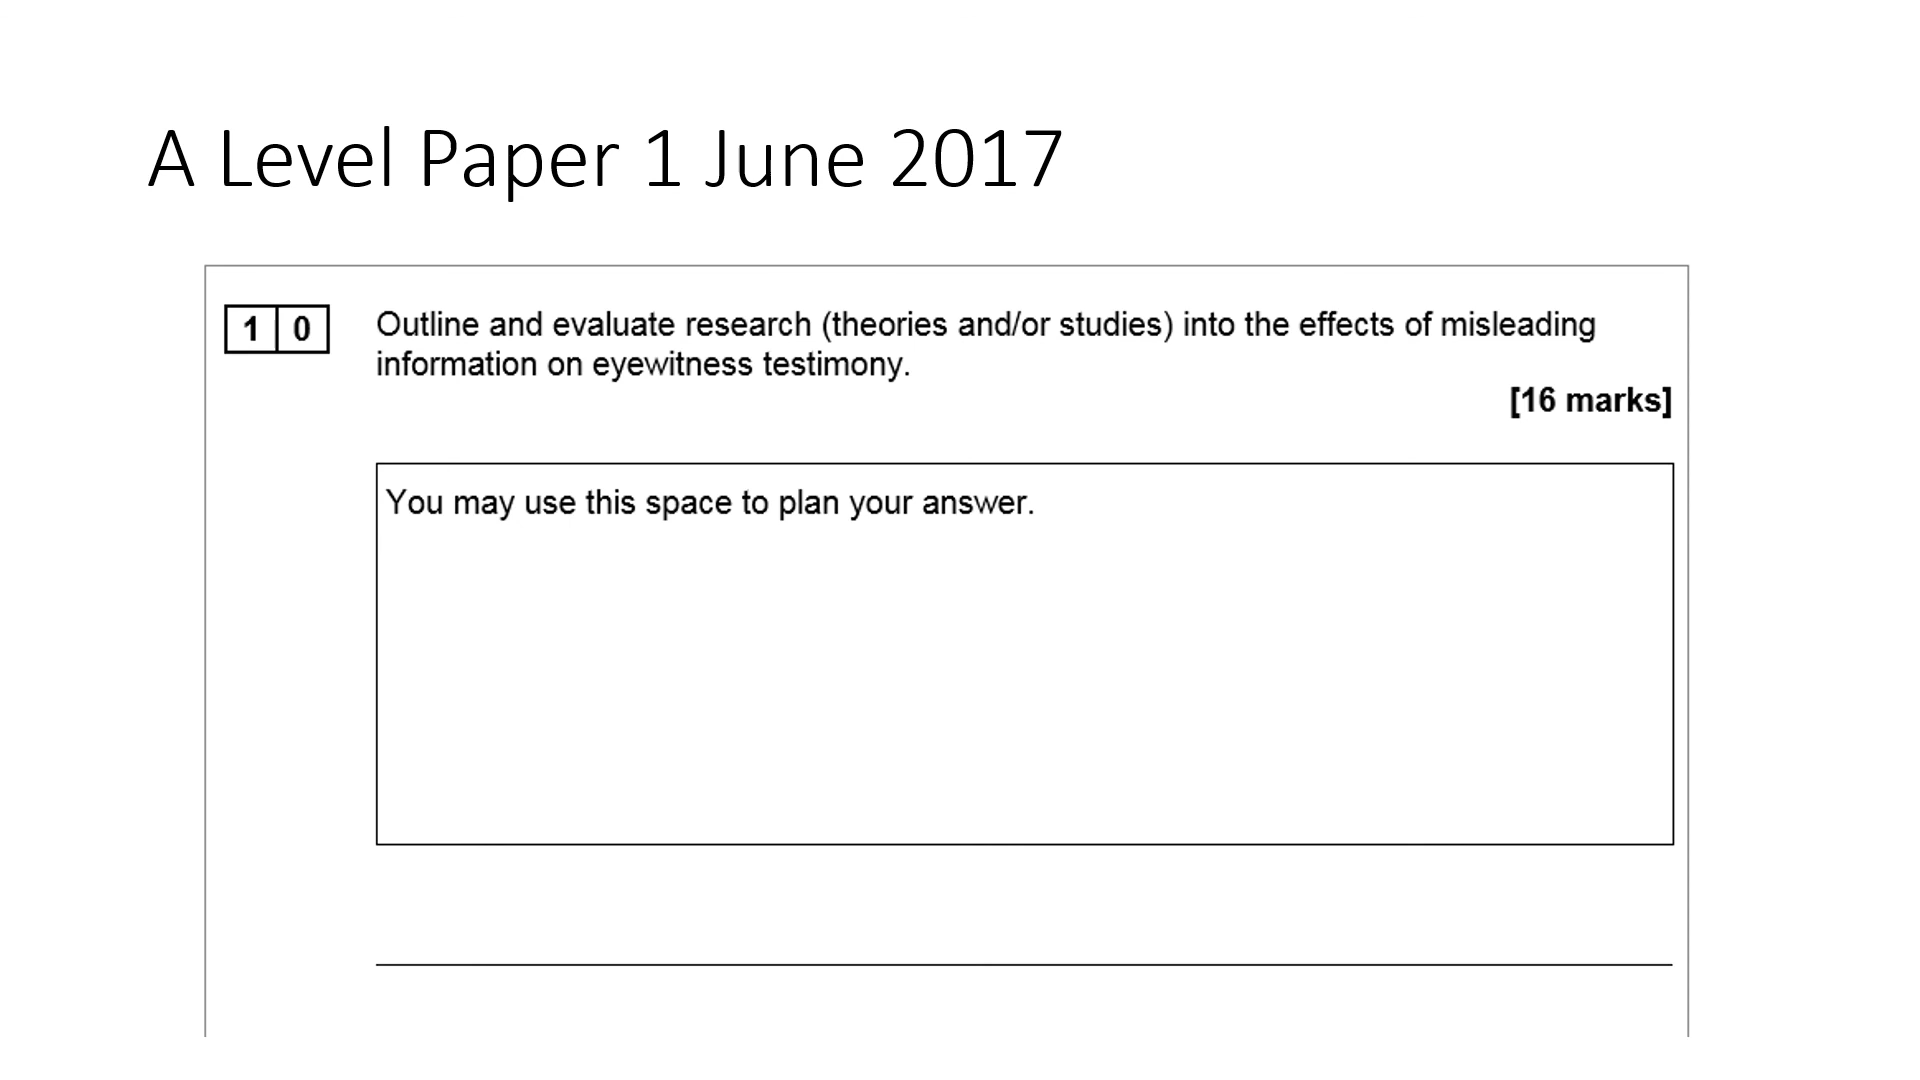 A Level Paper 1 June 2017
1 0 Outline and evaluate research (theories and/or studies) into the effects of misleading
information on eyewitness testimony.
[16 marks]
You may use this space to plan your answer.